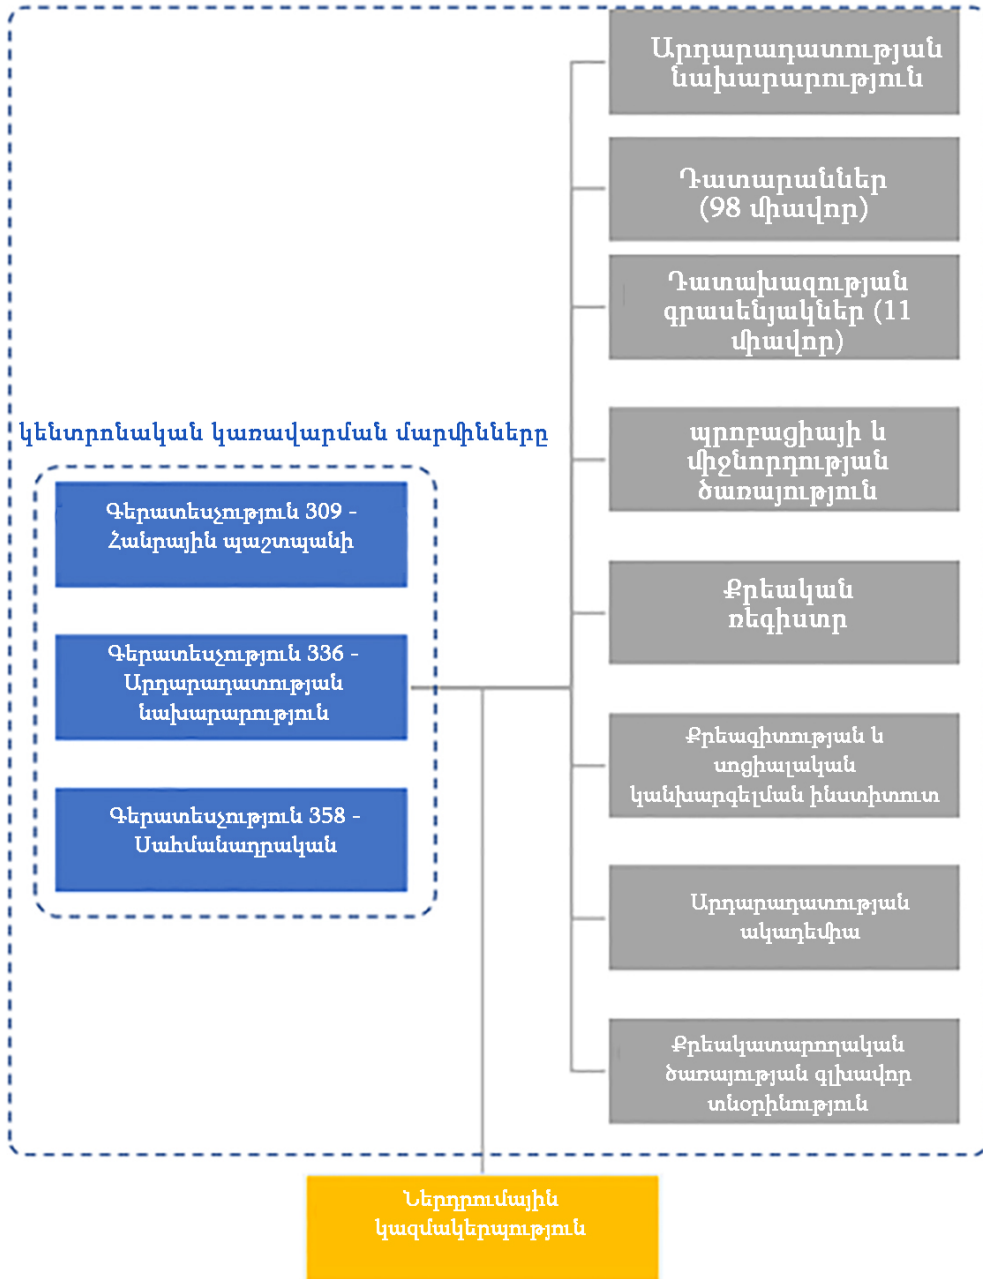 Արդարադատության
նախարարություն
Դատարաններ
(98 միավոր)
Դատախազության
գրասենյակներ (11
միավոր)
կենտրոնական կառավարման մարմինները
պրոբացիայի և
միջնորդության
ծառայություն
Գերատեսչություն 309 -
Հանրային պաշտպանի
Քրեական
ռեգիստր
Գերատեսչություն 336 -
Արդարադատության
նախարարություն
Քրեագիտության և
սոցիալական
կանխարգելման ինստիտուտ
Գերատեսչություն 358 -
Սահմանադրական
Արդարադատության
ակադեմիա
Քրեակատարողական
ծառայության գլխավոր
տնօրինություն
Ներդրումային
կազմակերպություն